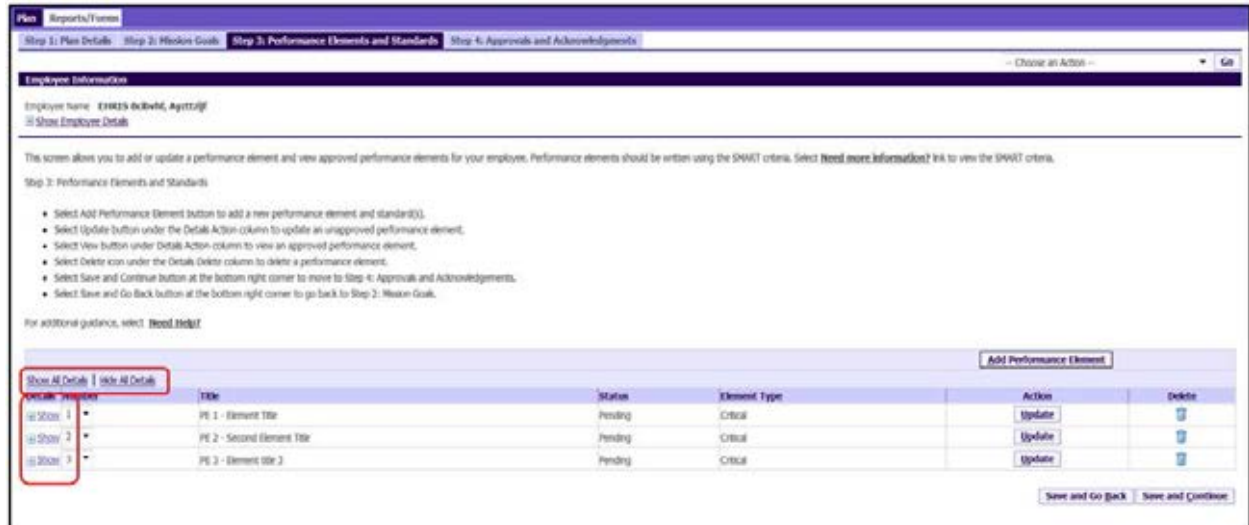 Plan Reports/Forms
Step 1: Plan Details Step 2: Mission Goals Step 3: Performance Elements and Standards Step 4: Approvals and Acknowledgments
-- Choose an Action -- Go
Employee Information
Employee Name
Show Employee Details
This screen allows you to add or update a performance element and view approved performance elements for your employee. Performance elements should be written using the SMART criteria. Select Need more information? link to view the SMART criteria.
Step 3: Performance Elements and Standards
• Select Add Performance Element button to add a new performance element and standard(s).
• Select Update button under the Details Action column to update an unapproved performance element.
• Select View button under Details Action column to view an approved performance element.
• Select Delete icon under the Details Delete column to delete a performance element.
• Select Save and Continue button at the bottom right corner to move to Step 4: Approvals and Acknowledgements.
• Select Save and Go Back button at the bottom right corner to go back to Step 2: Mission Goals.
For additional guidance, select Need Help?
Add Performance Element
Show All Details | Hide All Details
Details Number Title Status Element Type Action Delete
Show 1 PE 1 - Element Title Pending Critical Update
Show 2 PE 2 - Second Element Title Pending Critical Update
Show 3 PE 3 - Element title 3 Pending Critical Update
Save and Go Back Save and Continue